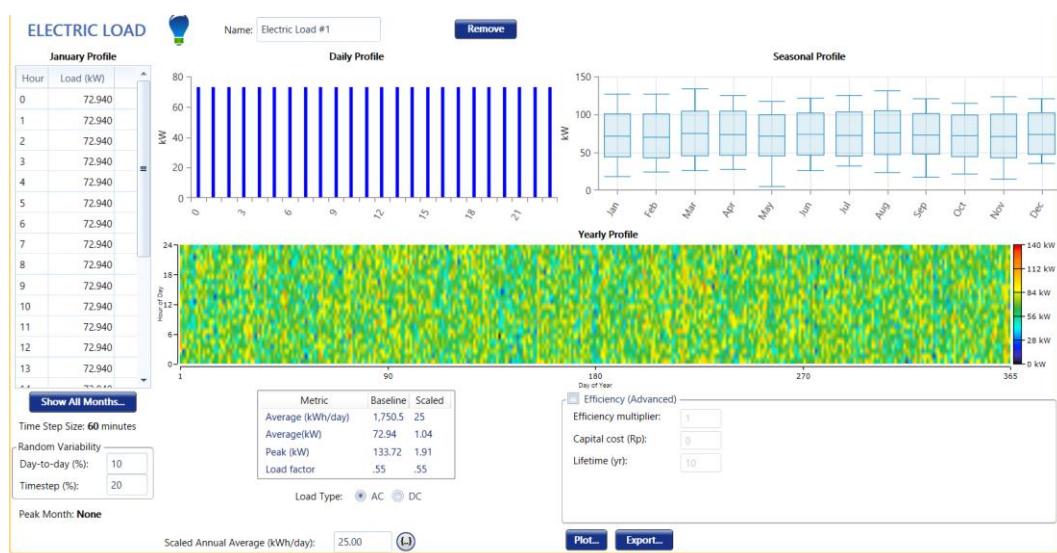 ELECTRIC LOAD
Name: Electric Load #1
Remove
January Profile
Hour Load (kW)
0 72.940
1 72.940
2 72.940
3 72.940
4 72.940
5 72.940
6 72.940
7 72.940
8 72.940
9 72.940
10 72.940
11 72.940
12 72.940
13 72.940
Show All Months...
Time Step Size: 60 minutes
Random Variability
Day-to-day (%): 10
Timestep (%): 20
Peak Month: None
Daily Profile
kW
80
60
40
20
0
0 3 6 9 12 15 18 21
Seasonal Profile
kW
150
100
50
0
Jan Feb Mar Apr May Jun Jul Aug Sep Oct Nov Dec
Yearly Profile
Hour of Day
24
18
12
6
0
1 90 180 270 365
Day of Year
140 kW
112 kW
84 kW
56 kW
28 kW
0 kW
Metric Baseline Scaled
Average (kWh/day) 1,750.5 25
Average(kW) 72.94 1.04
Peak (kW) 133.72 1.91
Load factor .55 .55
Load Type: AC DC
Scaled Annual Average (kWh/day): 25.00 {..}
Efficiency (Advanced)
Efficiency multiplier: 1
Capital cost (Rp): 0
Lifetime (yr): 10
Plot... Export...